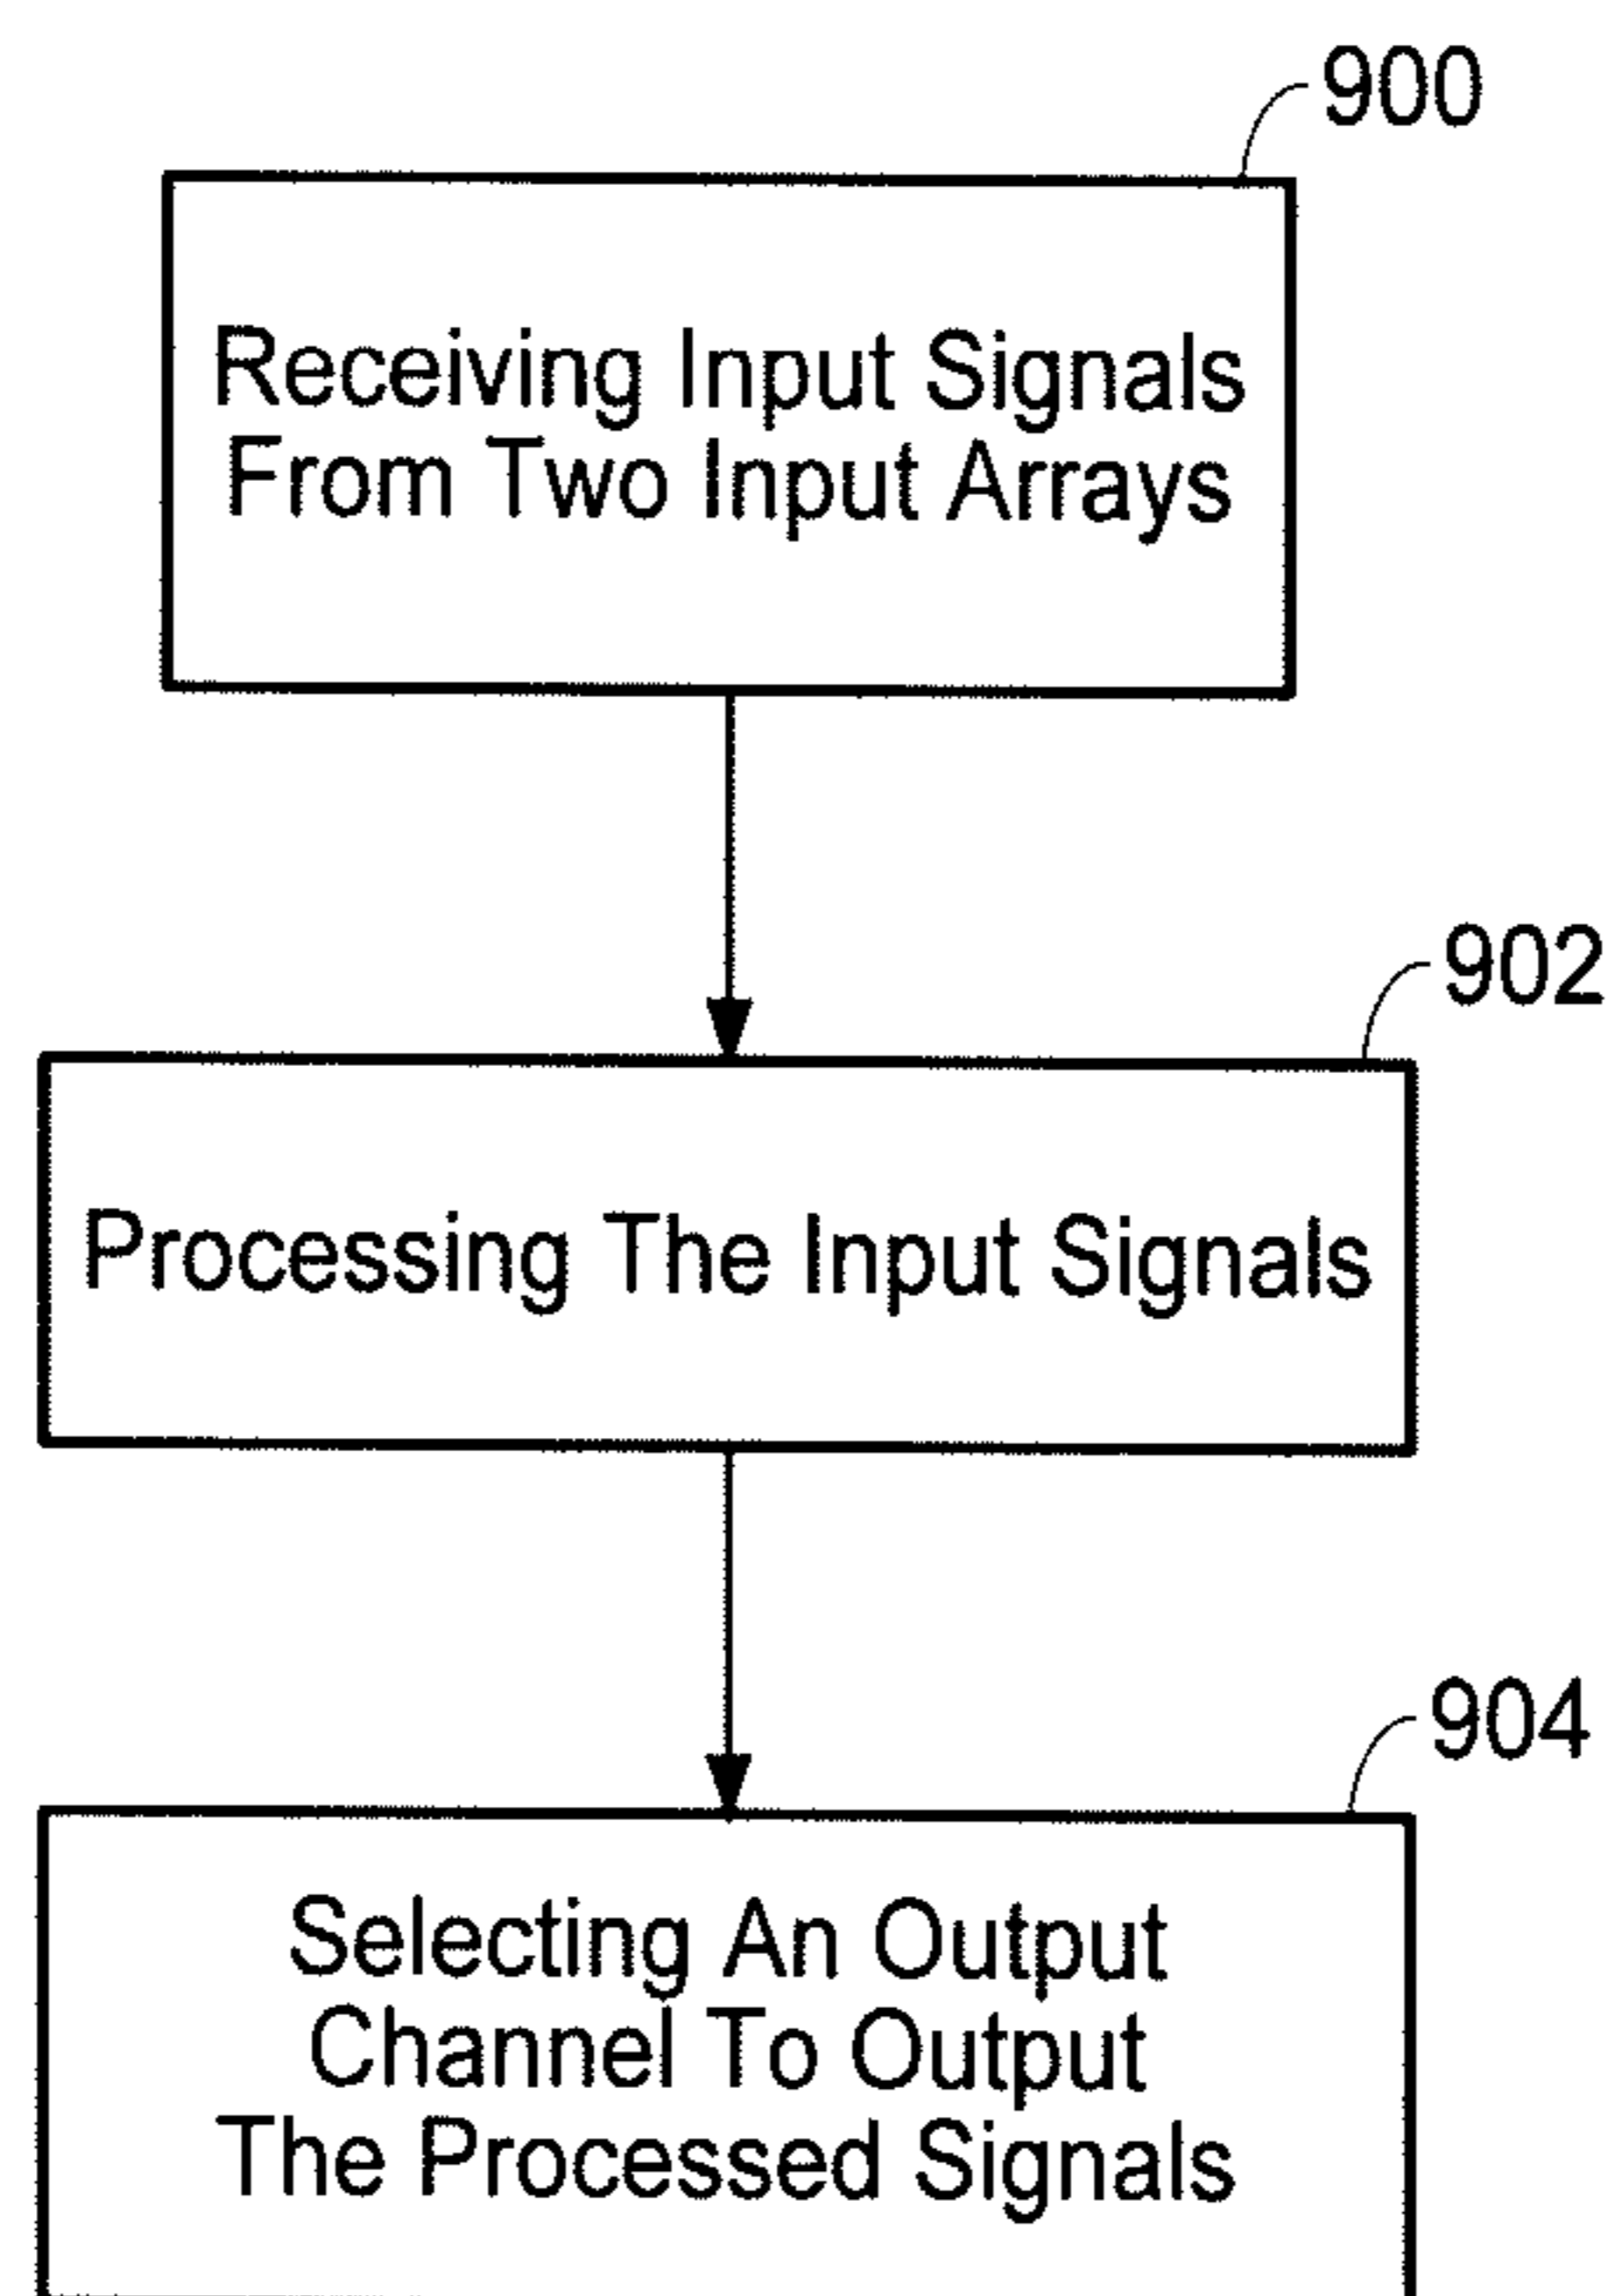 900
Receiving Input Signals
From Two Input Arrays
902
Processing The Input Signals
904
Selecting An Output
Channel To Output
The Processed Signals